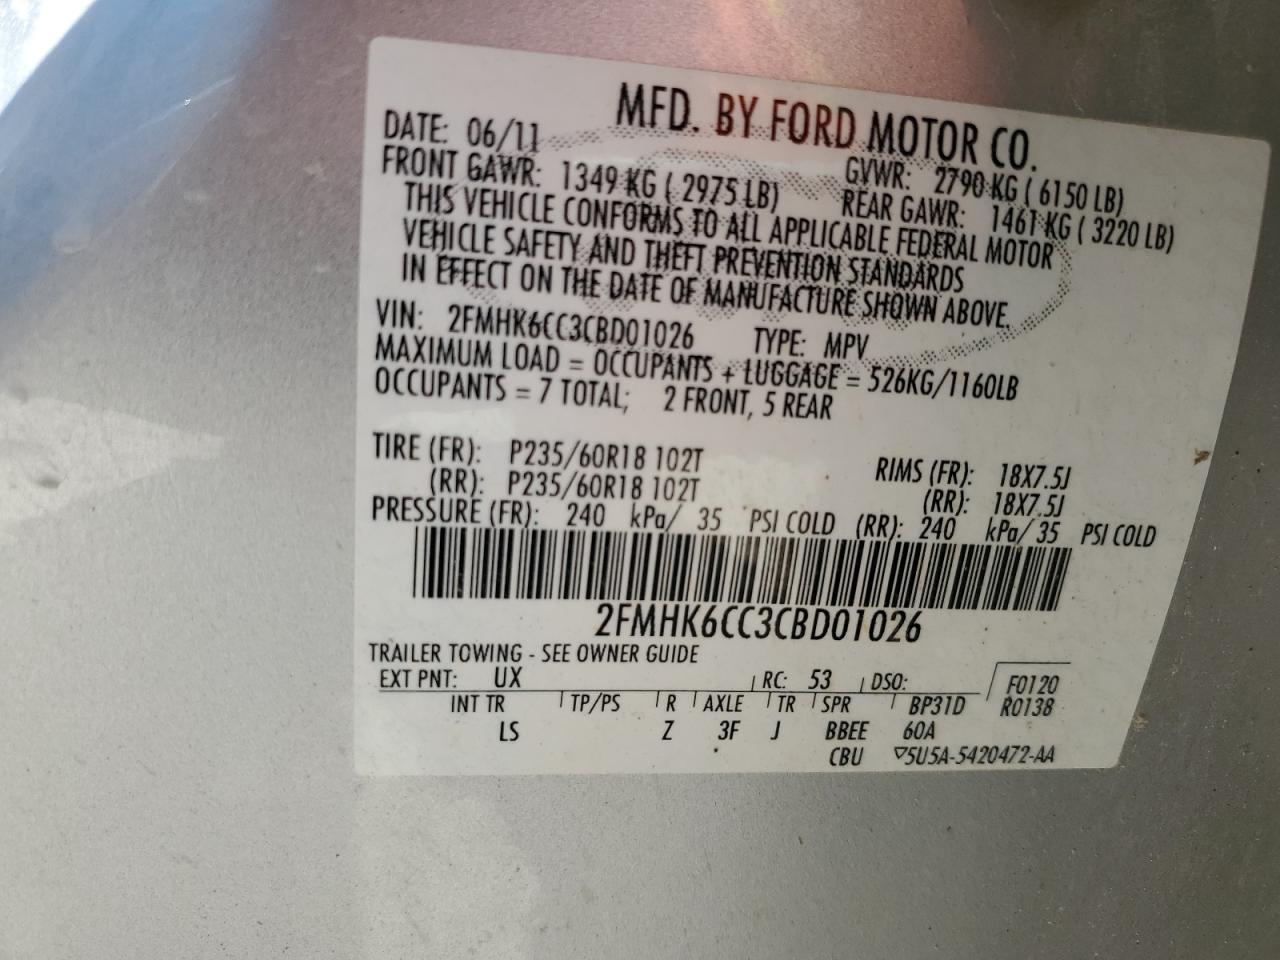 MFD. BY FORD MOTOR CO.
DATE: 06/11 GVWR: 2790 KG ( 6150 LB)
FRONT GAWR: 1349 KG ( 2975 LB) REAR GAWR: 1461 KG ( 3220 LB)
THIS VEHICLE CONFORMS TO ALL APPLICABLE FEDERAL MOTOR
VEHICLE SAFETY AND THEFT PREVENTION STANDARDS
IN EFFECT ON THE DATE OF MANUFACTURE SHOWN ABOVE.
VIN: 2FMHK6CC3CBD01026 TYPE: MPV
MAXIMUM LOAD = OCCUPANTS + LUGGAGE = 526KG/1160LB
OCCUPANTS = 7 TOTAL; 2 FRONT, 5 REAR
TIRE (FR): P235/60R18 102T RIMS (FR): 18X7.5J
(RR): P235/60R18 102T (RR): 18X7.5J
PRESSURE (FR): 240 kPa/ 35 PSI COLD (RR): 240 kPa/ 35 PSI COLD
2FMHK6CC3CBD01026
TRAILER TOWING - SEE OWNER GUIDE
EXT PNT: UX RC: 53 DSO: F0120
INT TR TP/PS R AXLE TR SPR BP31D R0138
LS Z 3F J BBEE 60A
CBU ▽5U5A-5420472-AA